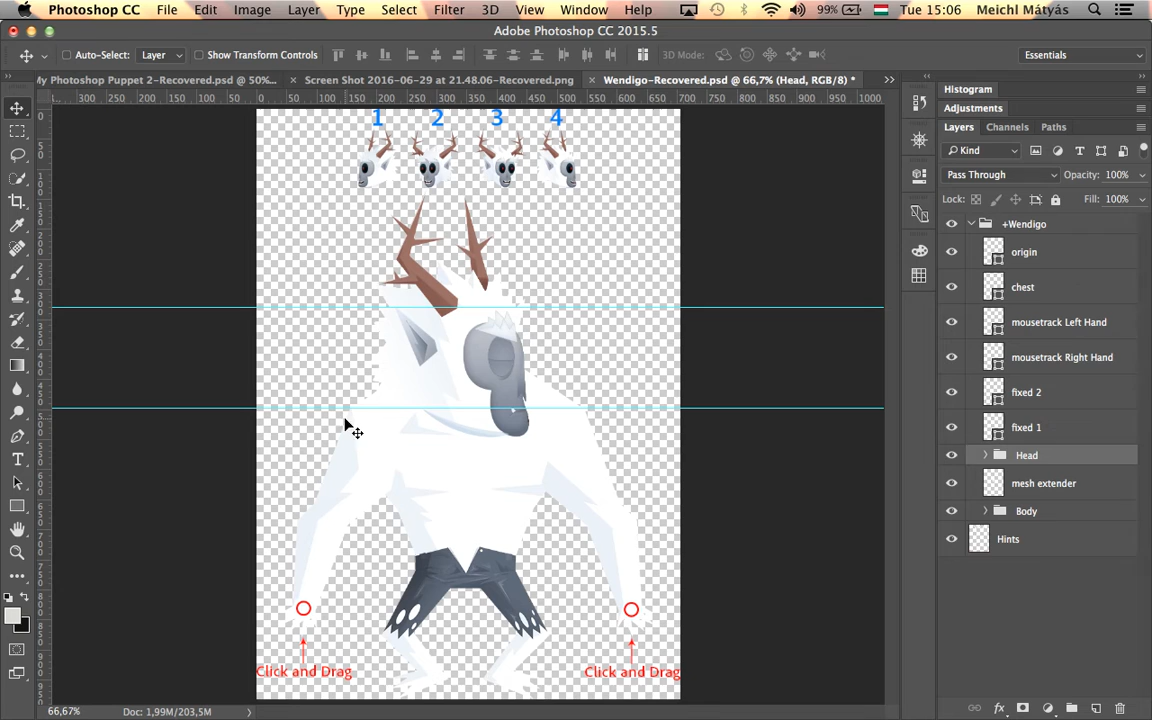 Photoshop CC File Edit Image Layer Type Select Filter 3D View Window Help 99% Tue 15:06 Meichl Mátyás
Adobe Photoshop CC 2015.5
Auto-Select: Layer Show Transform Controls 3D Mode: Essentials
My Photoshop Puppet 2-Recovered.psd @ 50%... × Screen Shot 2016-06-29 at 21.48.06-Recovered.png × Wendigo-Recovered.psd @ 66,7% (Head, RGB/8) *
300 250 200 150 100 50 0 50 100 150 200 250 300 350 400 450 500 550 600 650 700 750 800 850 900 950 1000
1 2 3 4
Click and Drag Click and Drag
Histogram
Adjustments
Layers Channels Paths
Kind
Pass Through Opacity: 100%
Lock: Fill: 100%
+Wendigo
origin
chest
mousetrack Left Hand
mousetrack Right Hand
fixed 2
fixed 1
Head
mesh extender
Body
Hints
66,67% Doc: 1,99M/203,5M